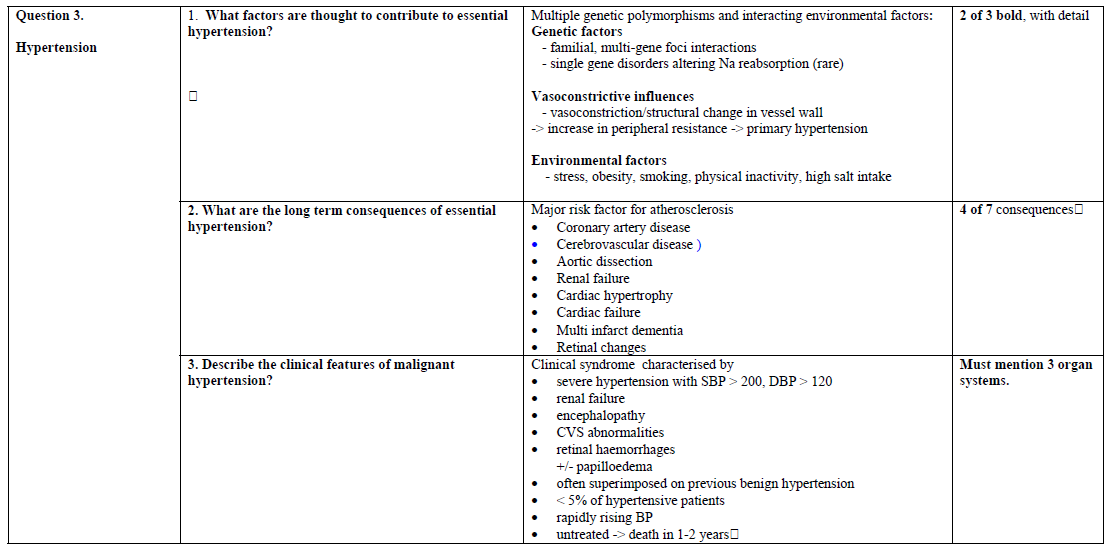 Question 3.
Hypertension
1. What factors are thought to contribute to essential
hypertension?
Multiple genetic polymorphisms and interacting environmental factors:
Genetic factors
- familial, multi-gene foci interactions
- single gene disorders altering Na reabsorption (rare)
Vasoconstrictive influences
- vasoconstriction/structural change in vessel wall
-> increase in peripheral resistance -> primary hypertension
Environmental factors
- stress, obesity, smoking, physical inactivity, high salt intake
2 of 3 bold, with detail
2. What are the long term consequences of essential
hypertension?
Major risk factor for atherosclerosis
• Coronary artery disease
• Cerebrovascular disease )
• Aortic dissection
• Renal failure
• Cardiac hypertrophy
• Cardiac failure
• Multi infarct dementia
• Retinal changes
4 of 7 consequences
3. Describe the clinical features of malignant
hypertension?
Clinical syndrome characterised by
• severe hypertension with SBP > 200, DBP > 120
• renal failure
• encephalopathy
• CVS abnormalities
• retinal haemorrhages
+/- papilloedema
• often superimposed on previous benign hypertension
• < 5% of hypertensive patients
• rapidly rising BP
• untreated -> death in 1-2 years
Must mention 3 organ
systems.